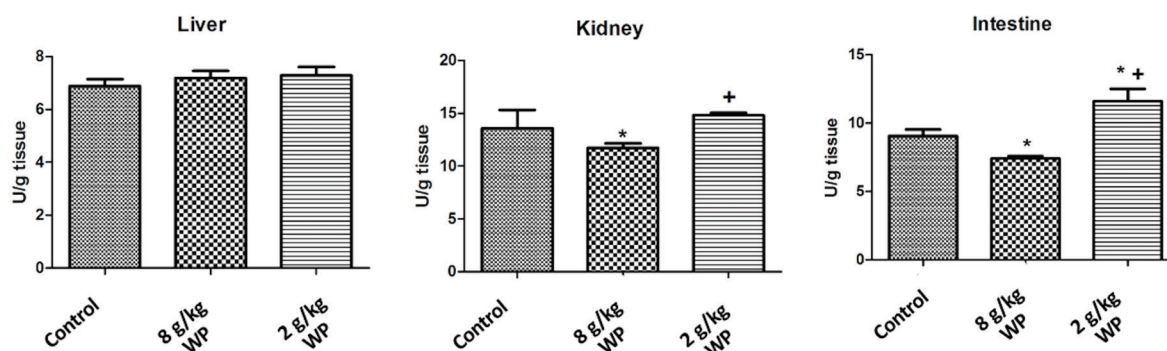 Liver
U/g tissue
8
6
4
2
0
Control
8 g/kg
WP
2 g/kg
WP
Kidney
U/g tissue
20
15
10
5
0
Control
*
8 g/kg
WP
+
2 g/kg
WP
Intestine
U/g tissue
15
10
5
0
Control
*
8 g/kg
WP
* +
2 g/kg
WP